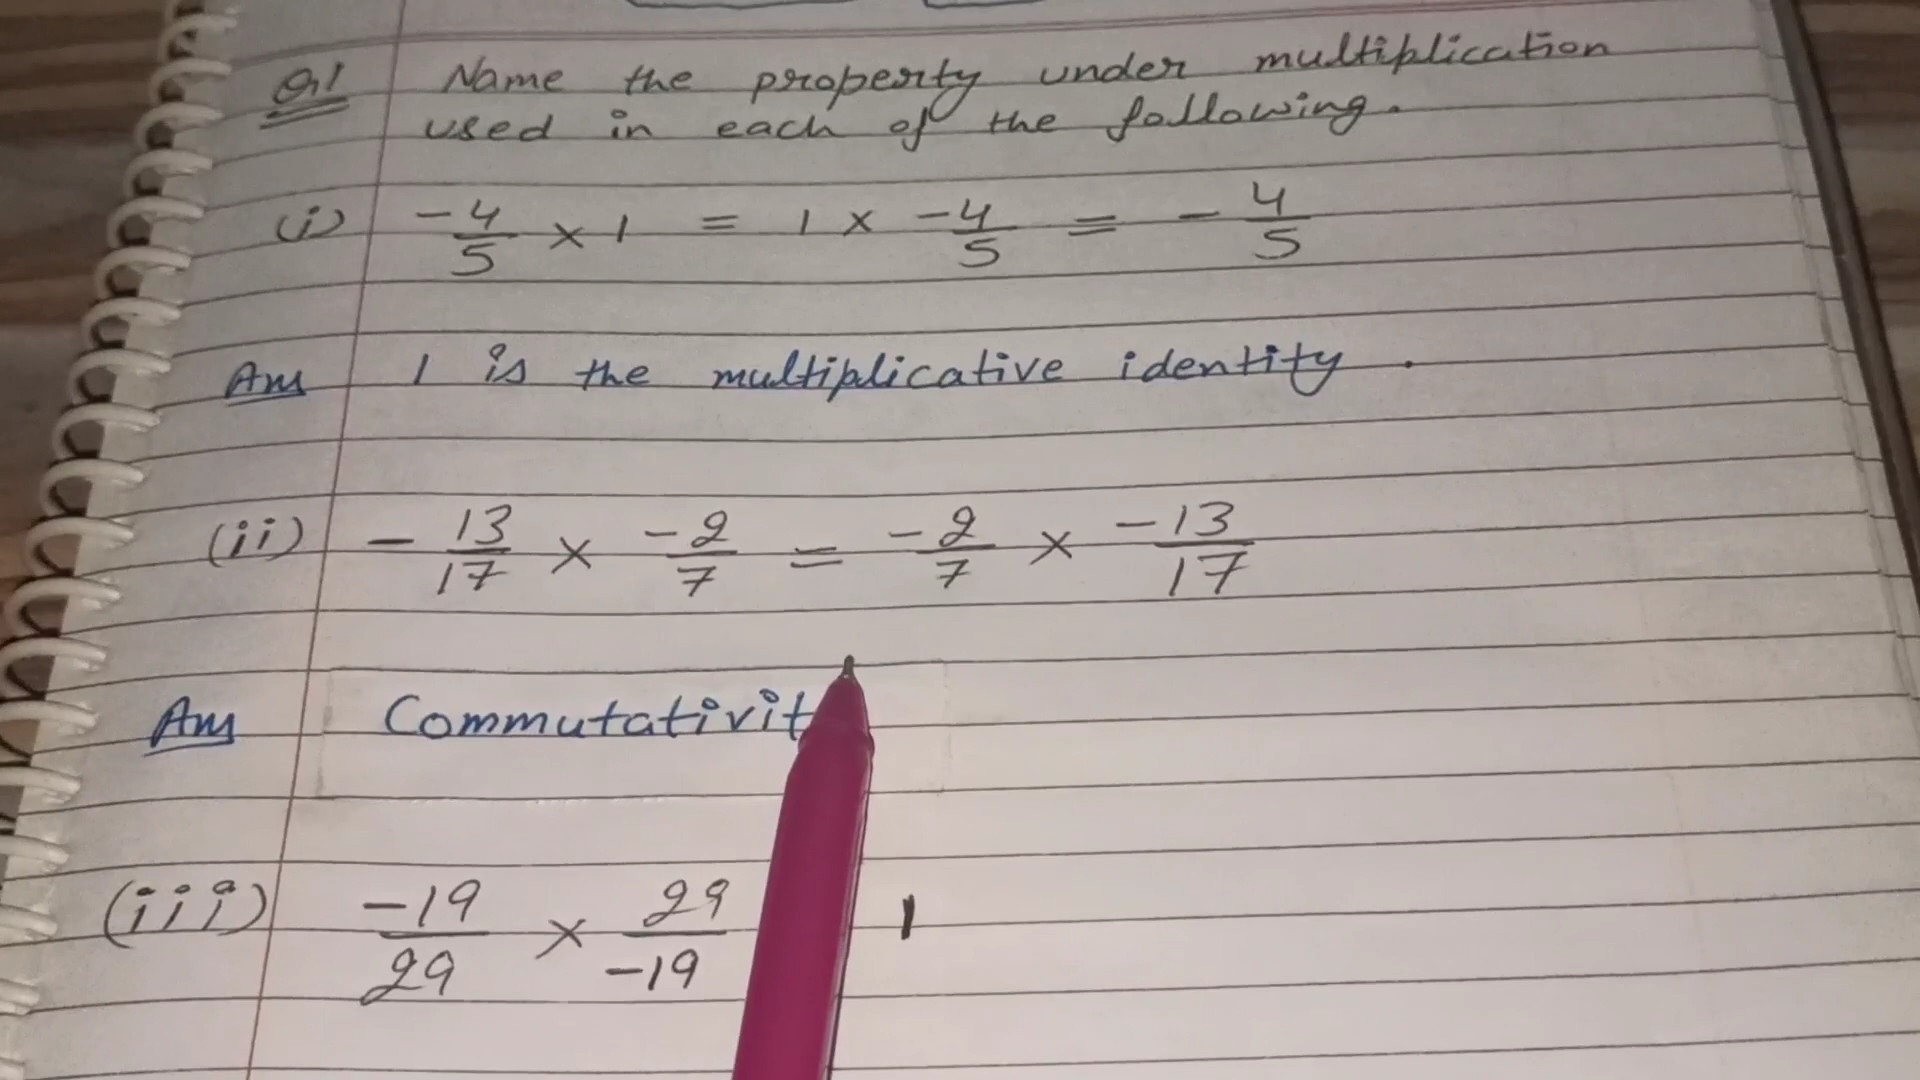 Q1 Name the property under multiplication
used in each of the following.
(i) -4/5 × 1 = 1 × -4/5 = -4/5
Ans 1 is the multiplicative identity.
(ii) -13/17 × -2/7 = -2/7 × -13/17
Ans Commutativit
(iii) -19/29 × 29/-19 1